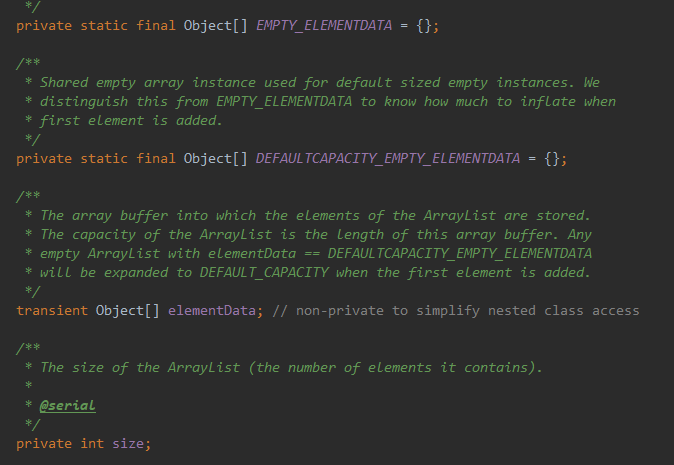 */
private static final Object[] EMPTY_ELEMENTDATA = {};
/**
* Shared empty array instance used for default sized empty instances. We
* distinguish this from EMPTY_ELEMENTDATA to know how much to inflate when
* first element is added.
*/
private static final Object[] DEFAULTCAPACITY_EMPTY_ELEMENTDATA = {};
/**
* The array buffer into which the elements of the ArrayList are stored.
* The capacity of the ArrayList is the length of this array buffer. Any
* empty ArrayList with elementData == DEFAULTCAPACITY_EMPTY_ELEMENTDATA
* will be expanded to DEFAULT_CAPACITY when the first element is added.
*/
transient Object[] elementData; // non-private to simplify nested class access
/**
* The size of the ArrayList (the number of elements it contains).
*
* @serial
*/
private int size;